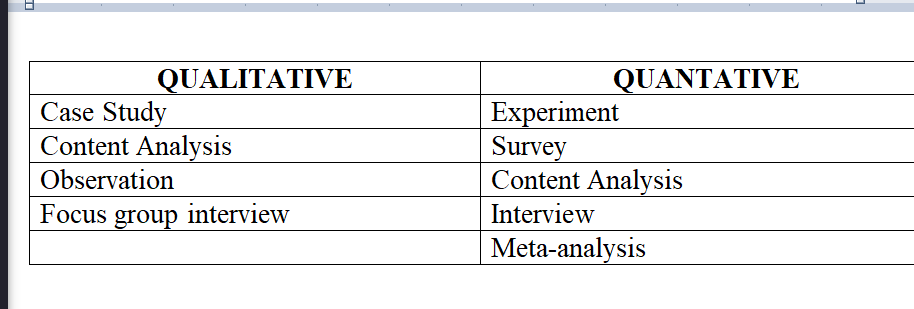 QUALITATIVE QUANTATIVE
Case Study Experiment
Content Analysis Survey
Observation Content Analysis
Focus group interview Interview
Meta-analysis